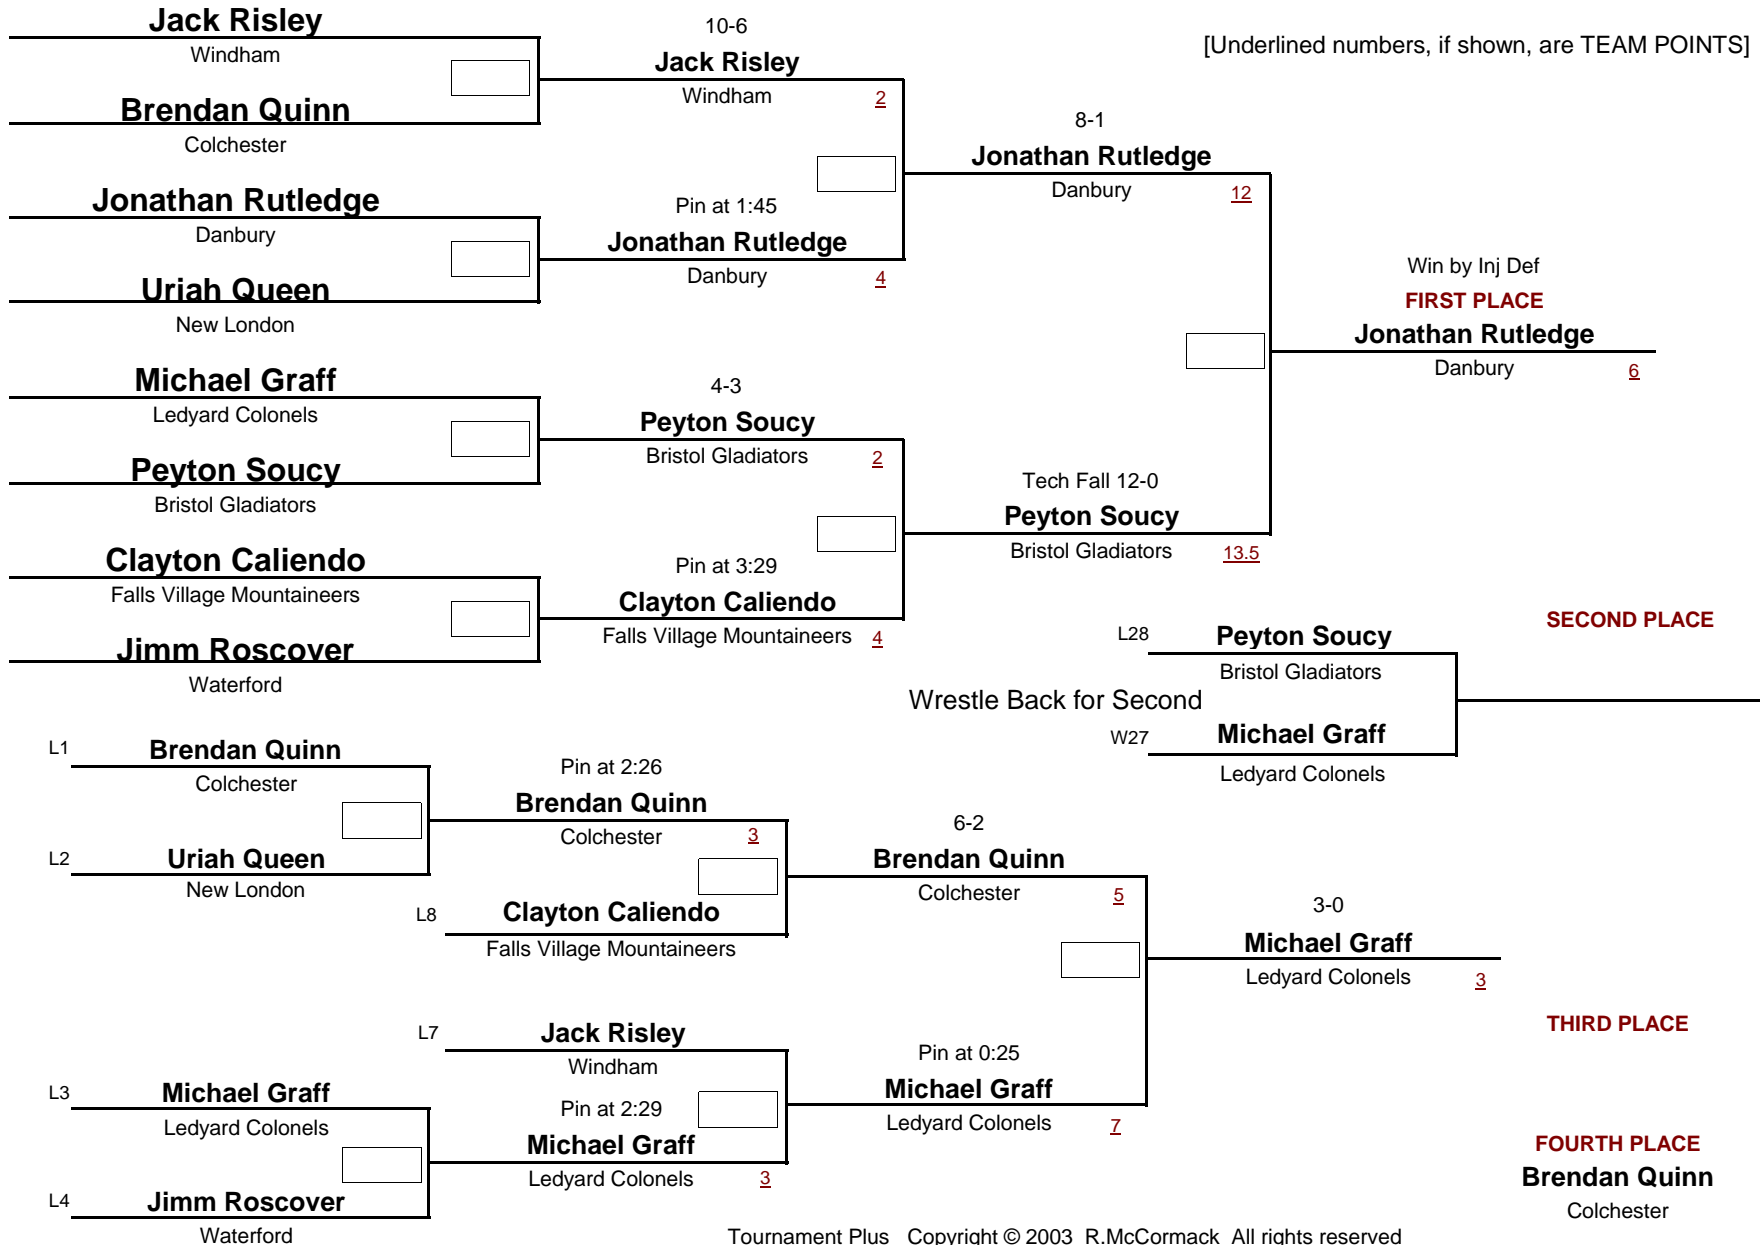 Jack Risley
Windham
Brendan Quinn
Colchester
Jonathan Rutledge
Danbury
Uriah Queen
New London
Michael Graff
Ledyard Colonels
Peyton Soucy
Bristol Gladiators
Clayton Caliendo
Falls Village Mountaineers
Jimm Roscover
Waterford
10-6
Jack Risley
Windham 2
Pin at 1:45
Jonathan Rutledge
Danbury 4
4-3
Peyton Soucy
Bristol Gladiators 2
Pin at 3:29
Clayton Caliendo
Falls Village Mountaineers 4
[Underlined numbers, if shown, are TEAM POINTS]
8-1
Jonathan Rutledge
Danbury 12
Tech Fall 12-0
Peyton Soucy
Bristol Gladiators 13.5
Win by Inj Def
FIRST PLACE
Jonathan Rutledge
Danbury 6
SECOND PLACE
L28 Peyton Soucy
Bristol Gladiators
Wrestle Back for Second
W27 Michael Graff
Ledyard Colonels
L1 Brendan Quinn
Colchester
L2 Uriah Queen
New London
Pin at 2:26
Brendan Quinn
Colchester 3
L8 Clayton Caliendo
Falls Village Mountaineers
6-2
Brendan Quinn
Colchester 5
L7 Jack Risley
Windham
L3 Michael Graff
Ledyard Colonels
L4 Jimm Roscover
Waterford
Pin at 2:29
Michael Graff
Ledyard Colonels 3
Pin at 0:25
Michael Graff
Ledyard Colonels 7
3-0
Michael Graff
Ledyard Colonels 3
THIRD PLACE
FOURTH PLACE
Brendan Quinn
Colchester
Tournament Plus Copyright © 2003 R.McCormack All rights reserved